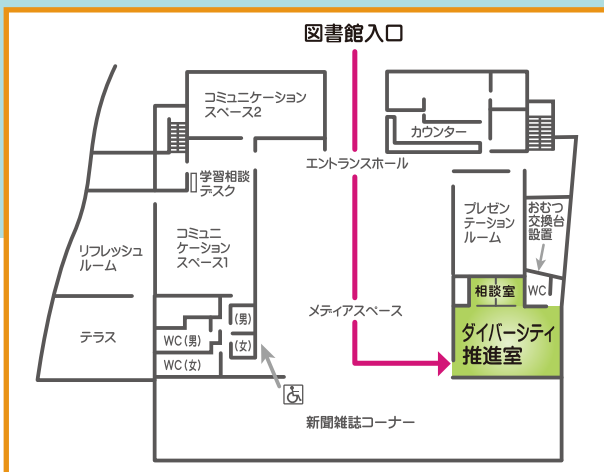 図書館入口
コミュニケーション
スペース2
カウンター
エントランスホール
学習相談
デスク
プレゼン
テーション
ルーム
おむつ
交換台
設置
コミュニ
ケーション
スペース1
リフレッシュ
ルーム
相談室
WC
メディアスペース
(男)
ダイバーシティ
推進室
テラス
WC(男)
(女)
WC(女)
新聞雑誌コーナー